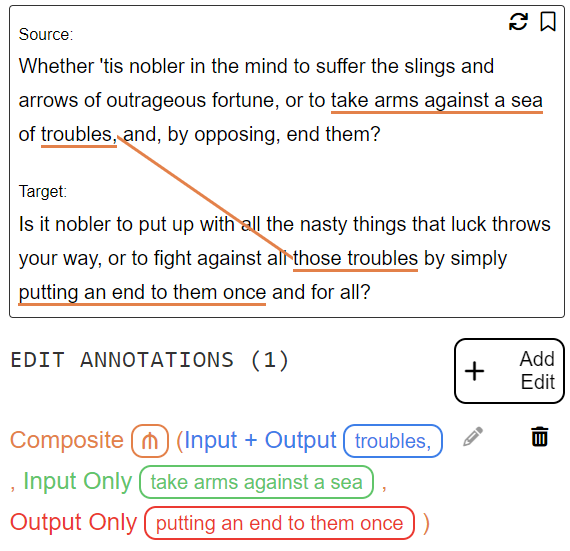 Source:
Whether 'tis nobler in the mind to suffer the slings and
arrows of outrageous fortune, or to take arms against a sea
of troubles, and, by opposing, end them?
Target:
Is it nobler to put up with all the nasty things that luck throws
your way, or to fight against all those troubles by simply
putting an end to them once and for all?
EDIT ANNOTATIONS (1)
+ Add
Edit
Composite (Input + Output troubles,
, Input Only take arms against a sea ,
Output Only putting an end to them once )